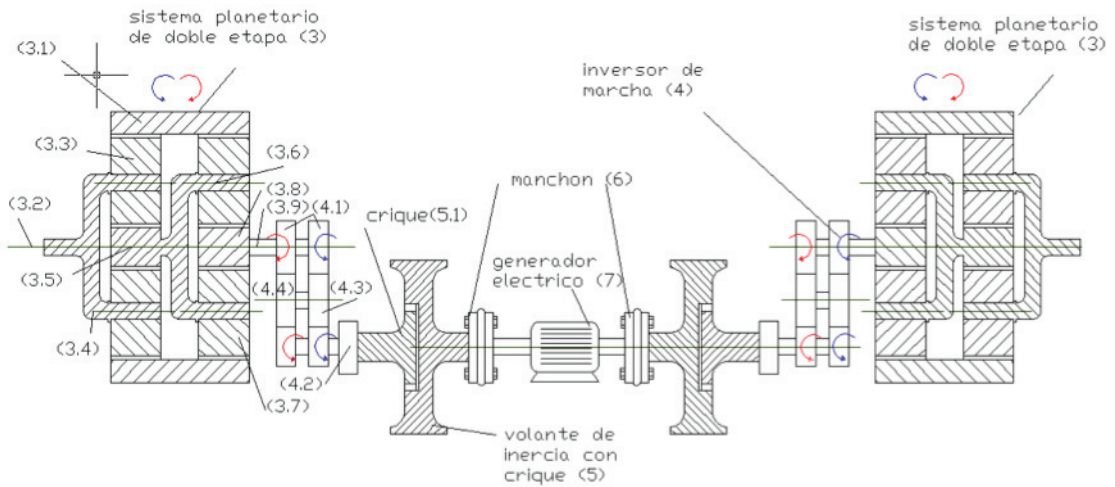 sistema planetario
de doble etapa (3)
sistema planetario
de doble etapa (3)
(3.1)
inversor de
marcha (4)
(3.3)
(3.6)
manchon (6)
(3.8)
(3.2)
(3.9)
(4.1)
crique(5.1)
generador
electrico (7)
(3.5)
(4.4)
(4.3)
(3.4)
(4.2)
(3.7)
volante de
inercia con
crique (5)